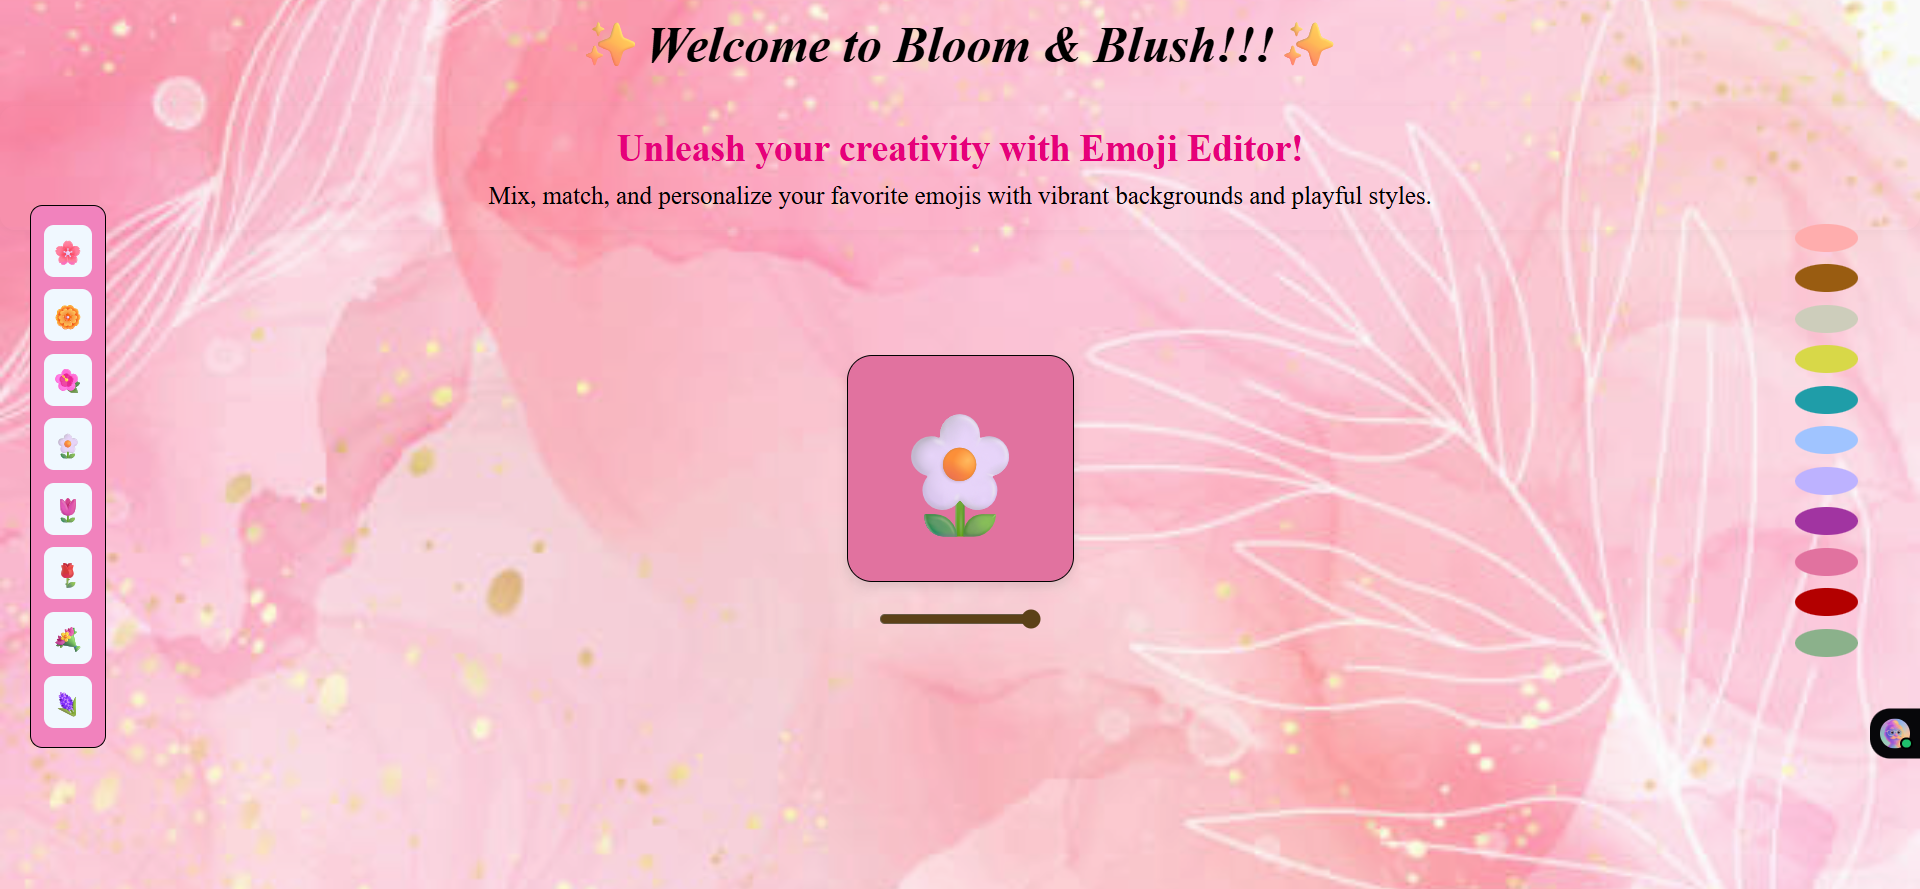 ✨ Welcome to Bloom & Blush!!! ✨
Unleash your creativity with Emoji Editor!
Mix, match, and personalize your favorite emojis with vibrant backgrounds and playful styles.